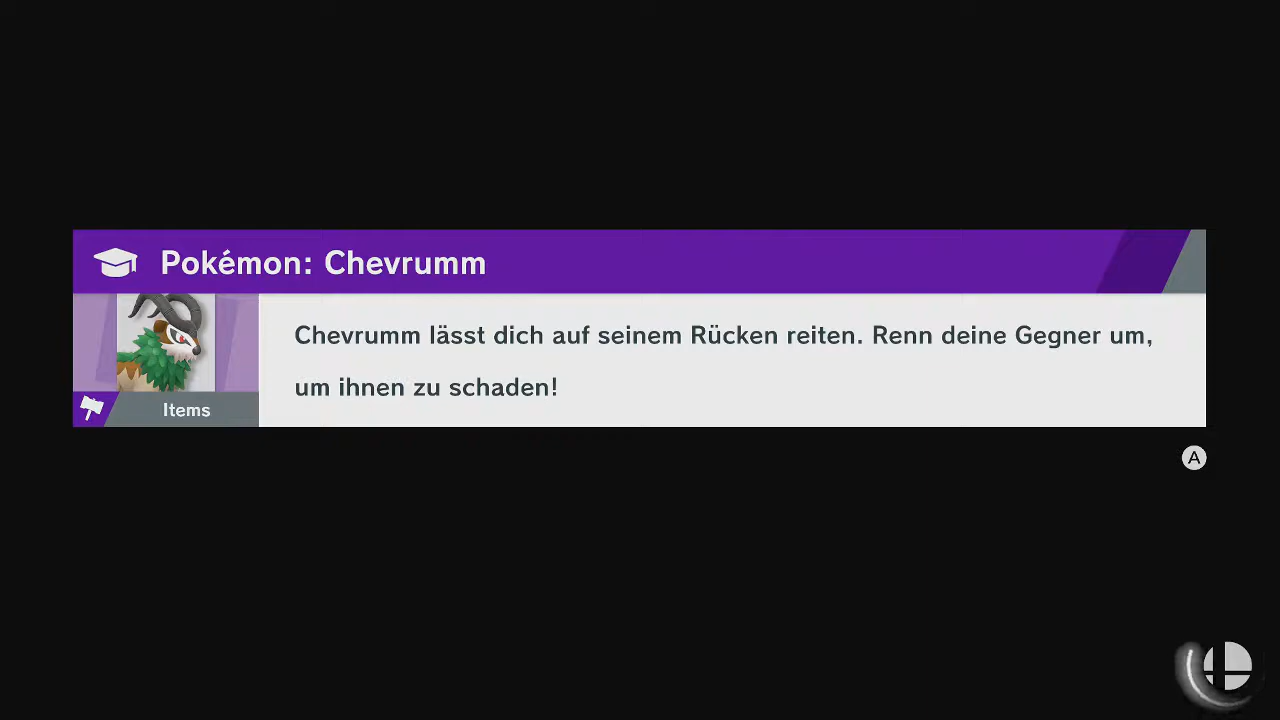 Pokémon: Chevrumm
Chevrumm lässt dich auf seinem Rücken reiten. Renn deine Gegner um,
um ihnen zu schaden!
Items
A